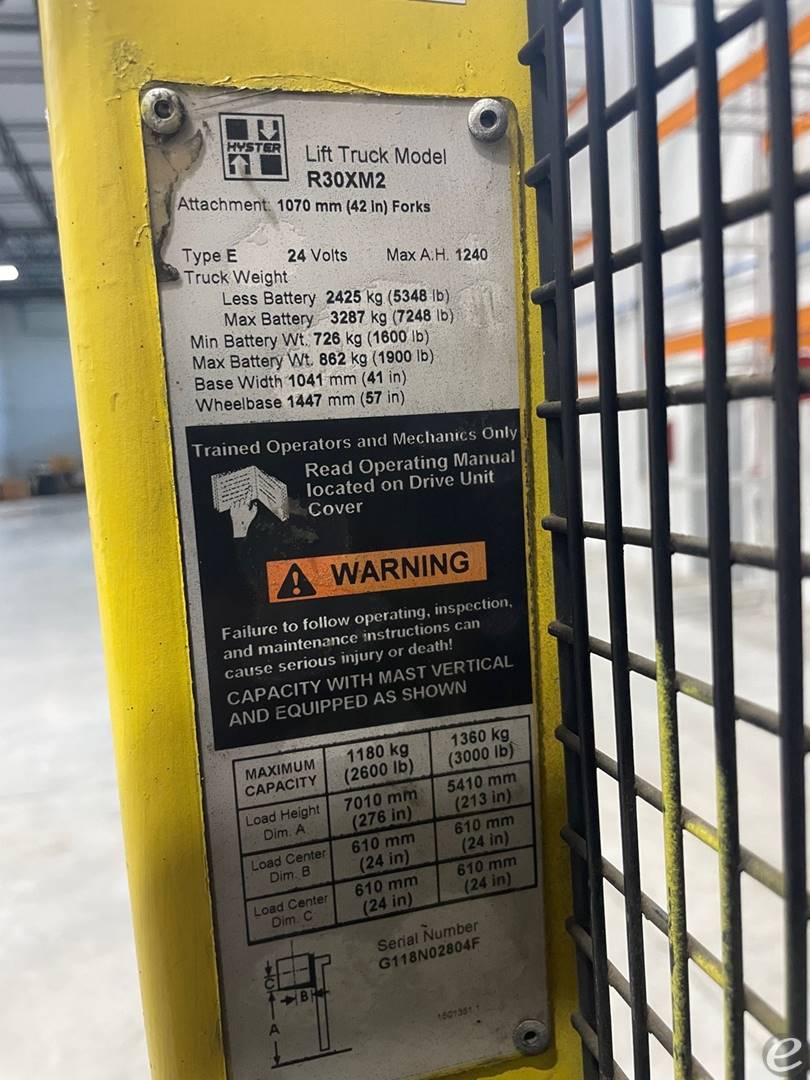 HYSTER
Lift Truck Model
R30XM2
Attachment: 1070 mm (42 in) Forks
Type E 24 Volts Max A.H. 1240
Truck Weight
Less Battery 2425 kg (5348 lb)
Max Battery 3287 kg (7248 lb)
Min Battery Wt. 726 kg (1600 lb)
Max Battery Wt. 862 kg (1900 lb)
Base Width 1041 mm (41 in)
Wheelbase 1447 mm (57 in)
Trained Operators and Mechanics Only
Read Operating Manual
located on Drive Unit
Cover
WARNING
Failure to follow operating, inspection,
and maintenance instructions can
cause serious injury or death!
CAPACITY WITH MAST VERTICAL
AND EQUIPPED AS SHOWN
MAXIMUM CAPACITY 1180 kg (2600 lb) 1360 kg (3000 lb)
Load Height Dim. A 7010 mm (276 in) 5410 mm (213 in)
Load Center Dim. B 610 mm (24 in) 610 mm (24 in)
Load Center Dim. C 610 mm (24 in) 610 mm (24 in)
Serial Number
G118N02804F
C
B
A
e